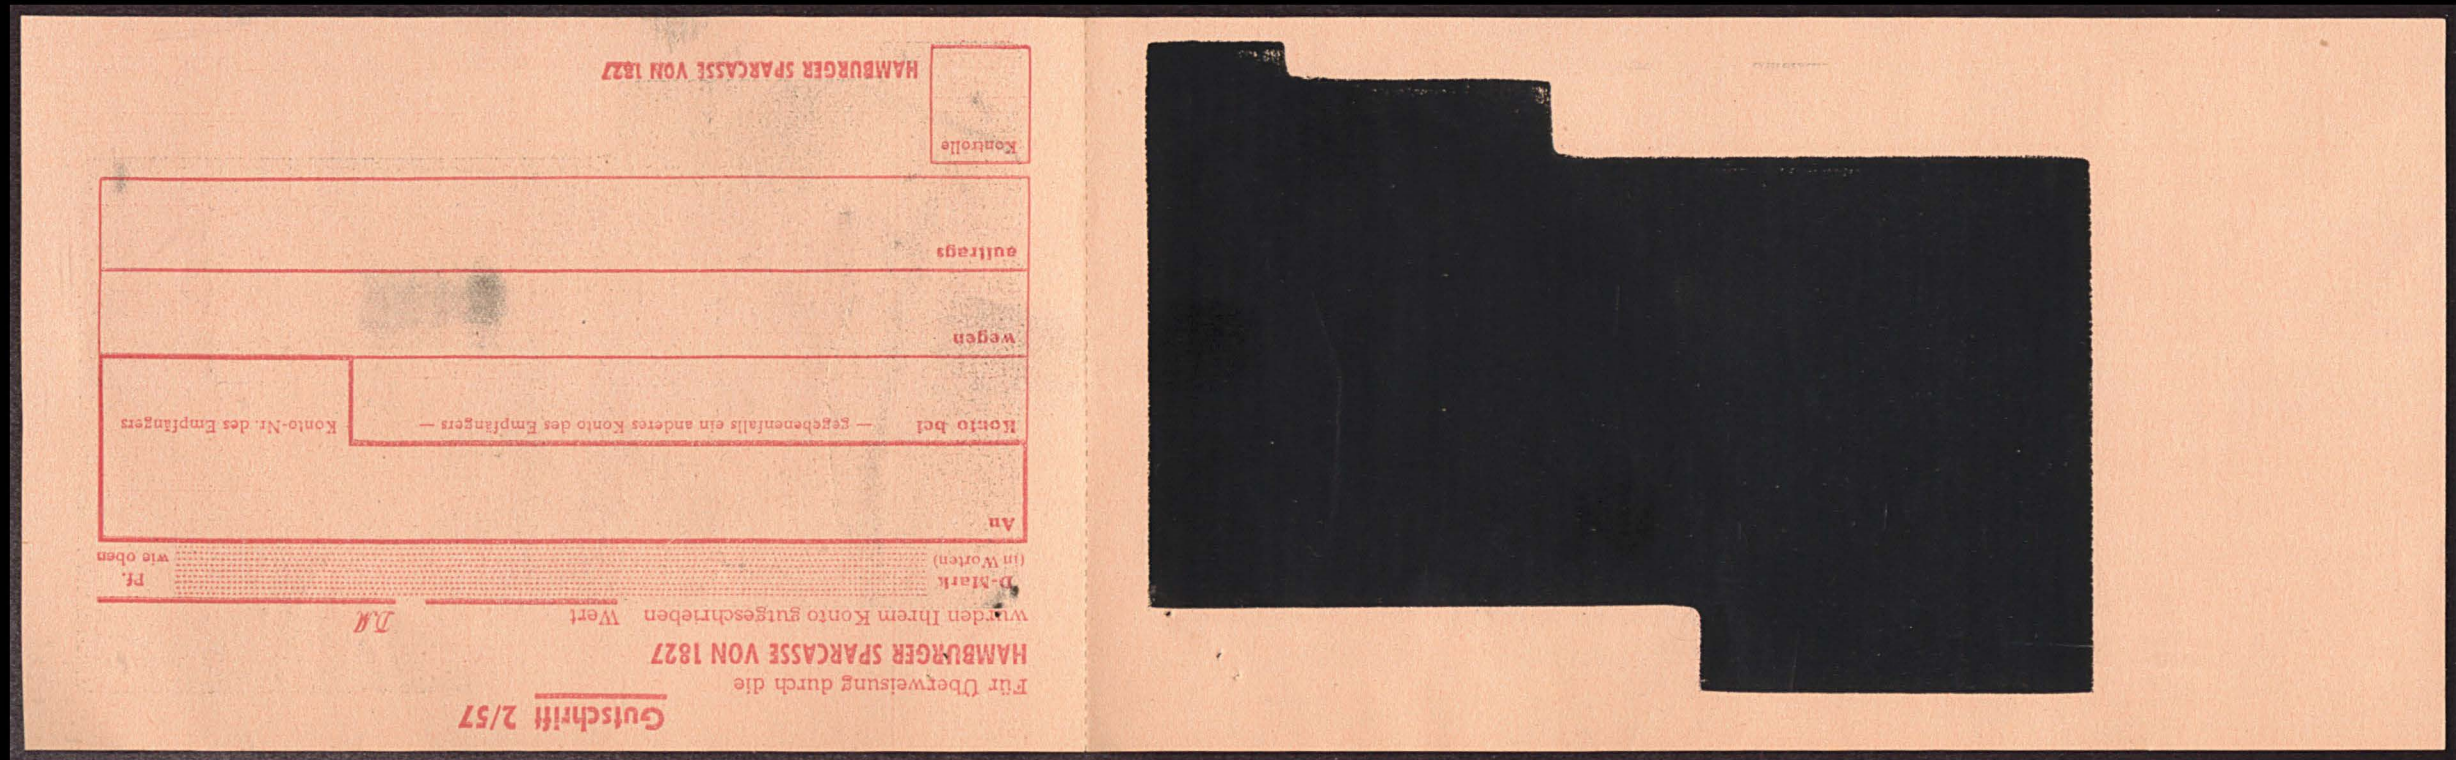 Gutschrift 2/57
Für Überweisung durch die
HAMBURGER SPARCASSE VON 1827
wurden Ihrem Konto gutgeschrieben Wert DM
D-Mark Pf.
(in Worten) wie oben
An
Konto bei — gegebenenfalls ein anderes Konto des Empfängers — Konto-Nr. des Empfängers
wegen
auftrags
Kontrolle
HAMBURGER SPARCASSE VON 1827